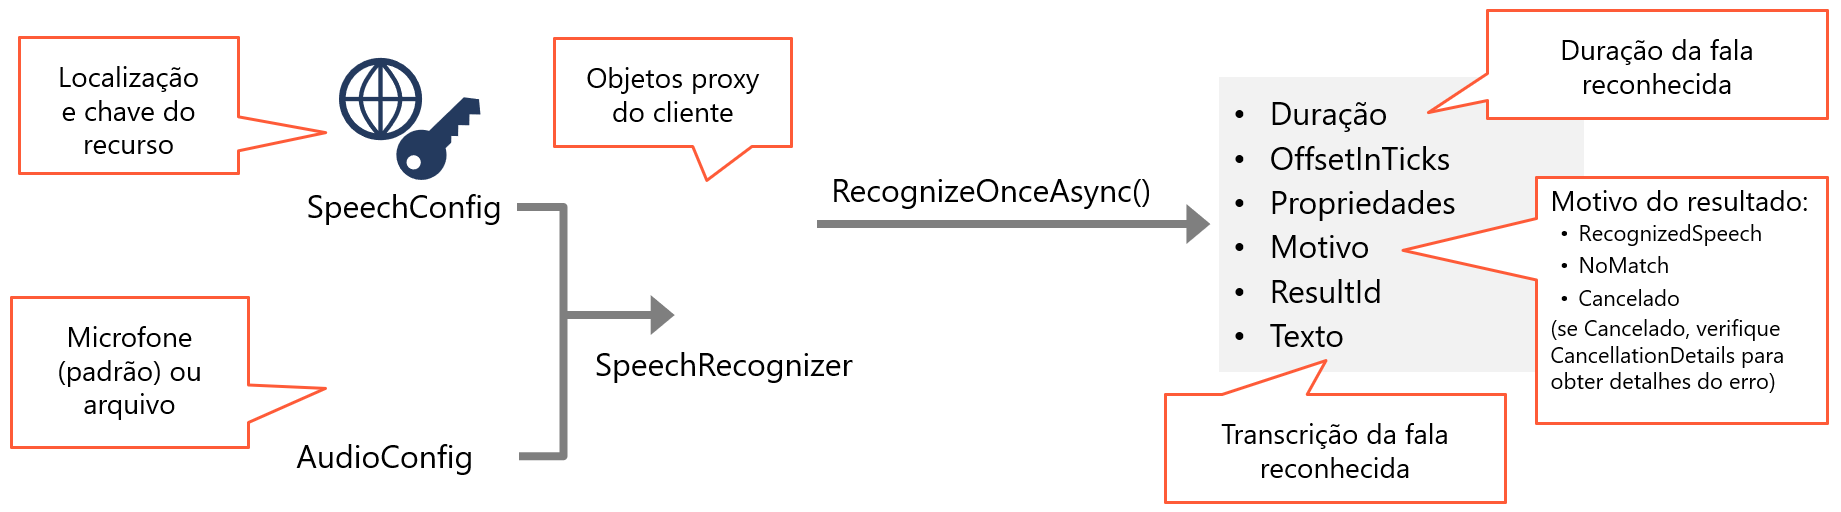 Localização
e chave do
recurso
SpeechConfig
Microfone
(padrão) ou
arquivo
AudioConfig
Objetos proxy
do cliente
SpeechRecognizer
RecognizeOnceAsync()
• Duração
• OffsetInTicks
• Propriedades
• Motivo
• ResultId
• Texto
Duração da fala
reconhecida
Motivo do resultado:
• RecognizedSpeech
• NoMatch
• Cancelado
(se Cancelado, verifique
CancellationDetails para
obter detalhes do erro)
Transcrição da fala
reconhecida